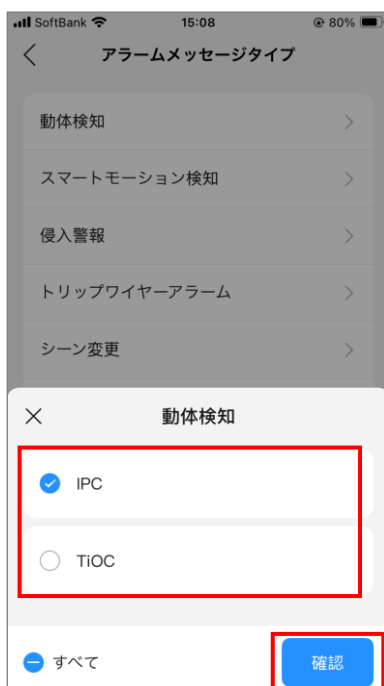 SoftBank 15:08 80%
アラームメッセージタイプ
動体検知
スマートモーション検知
侵入警報
トリップワイヤーアラーム
シーン変更
動体検知
IPC
TiOC
すべて 確認